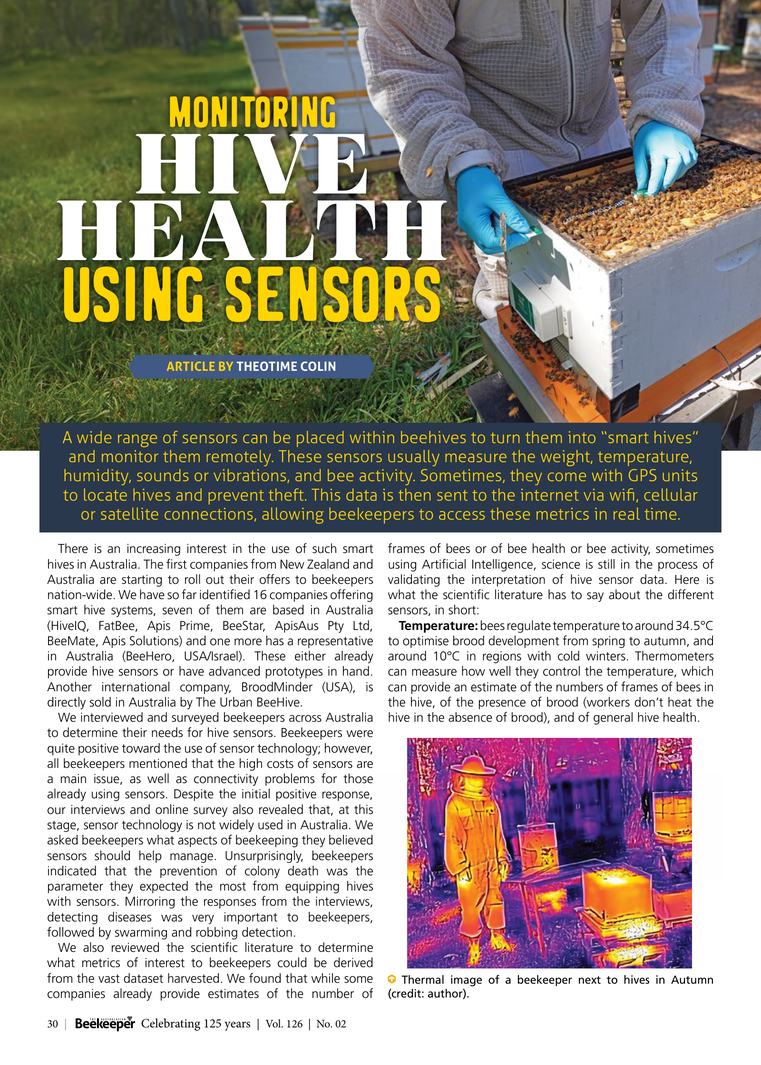 MONITORING
HIVE
HEALTH
USING SENSORS
ARTICLE BY THEOTIME COLIN
A wide range of sensors can be placed within beehives to turn them into “smart hives”
and monitor them remotely. These sensors usually measure the weight, temperature,
humidity, sounds or vibrations, and bee activity. Sometimes, they come with GPS units
to locate hives and prevent theft. This data is then sent to the internet via wifi, cellular
or satellite connections, allowing beekeepers to access these metrics in real time.
There is an increasing interest in the use of such smart
hives in Australia. The first companies from New Zealand and
Australia are starting to roll out their offers to beekeepers
nation-wide. We have so far identified 16 companies offering
smart hive systems, seven of them are based in Australia
(HiveIQ, FatBee, Apis Prime, BeeStar, ApisAus Pty Ltd,
BeeMate, Apis Solutions) and one more has a representative
in Australia (BeeHero, USA/Israel). These either already
provide hive sensors or have advanced prototypes in hand.
Another international company, BroodMinder (USA), is
directly sold in Australia by The Urban BeeHive.
We interviewed and surveyed beekeepers across Australia
to determine their needs for hive sensors. Beekeepers were
quite positive toward the use of sensor technology; however,
all beekeepers mentioned that the high costs of sensors are
a main issue, as well as connectivity problems for those
already using sensors. Despite the initial positive response,
our interviews and online survey also revealed that, at this
stage, sensor technology is not widely used in Australia. We
asked beekeepers what aspects of beekeeping they believed
sensors should help manage. Unsurprisingly, beekeepers
indicated that the prevention of colony death was the
parameter they expected the most from equipping hives
with sensors. Mirroring the responses from the interviews,
detecting diseases was very important to beekeepers,
followed by swarming and robbing detection.
We also reviewed the scientific literature to determine
what metrics of interest to beekeepers could be derived
from the vast dataset harvested. We found that while some
companies already provide estimates of the number of
frames of bees or of bee health or bee activity, sometimes
using Artificial Intelligence, science is still in the process of
validating the interpretation of hive sensor data. Here is
what the scientific literature has to say about the different
sensors, in short:
Temperature: bees regulate temperature to around 34.5°C
to optimise brood development from spring to autumn, and
around 10°C in regions with cold winters. Thermometers
can measure how well they control the temperature, which
can provide an estimate of the numbers of frames of bees in
the hive, of the presence of brood (workers don’t heat the
hive in the absence of brood), and of general hive health.
Thermal image of a beekeeper next to hives in Autumn
(credit: author).
30 | Beekeeper Celebrating 125 years | Vol. 126 | No. 02